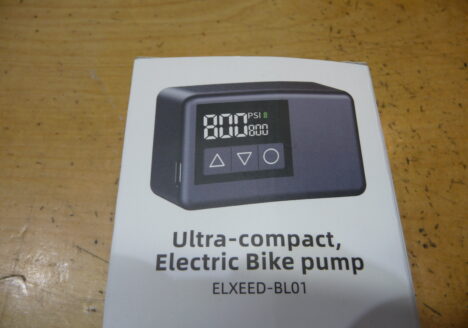 800 PSI
800
Ultra-compact,
Electric Bike pump
ELXEED-BL01